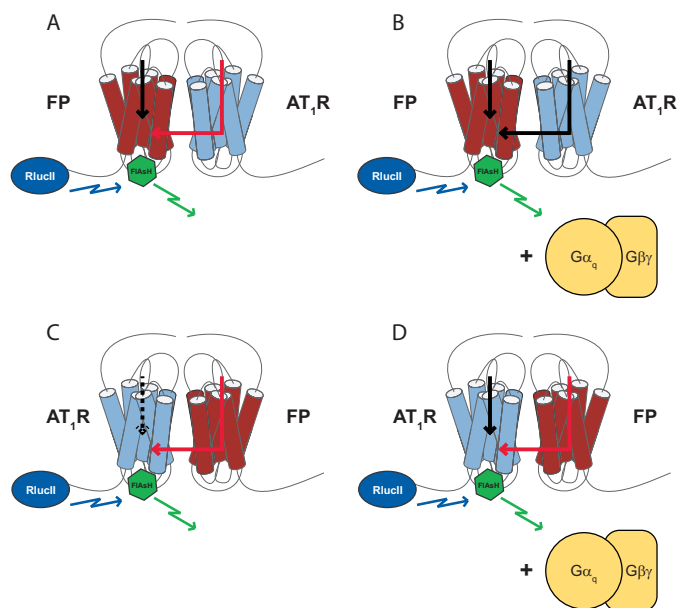 A
FP
AT1R
RlucII
FlAsH
B
FP
AT1R
RlucII
FlAsH
+
Gαq
Gβγ
C
AT1R
FP
RlucII
FlAsH
D
AT1R
FP
RlucII
FlAsH
+
Gαq
Gβγ